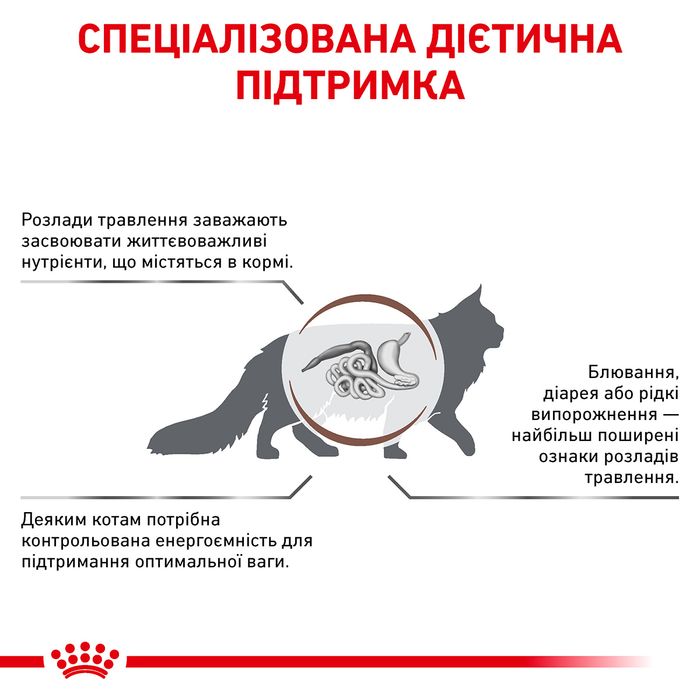 СПЕЦІАЛІЗОВАНА ДІЄТИЧНА
ПІДТРИМКА
Розлади травлення заважають
засвоювати життєвоважливі
нутрієнти, що містяться в кормі.
Блювання,
діарея або рідкі
випорожнення —
найбільш поширені
ознаки розладів
травлення.
Деяким котам потрібна
контрольована енергоємність для
підтримання оптимальної ваги.